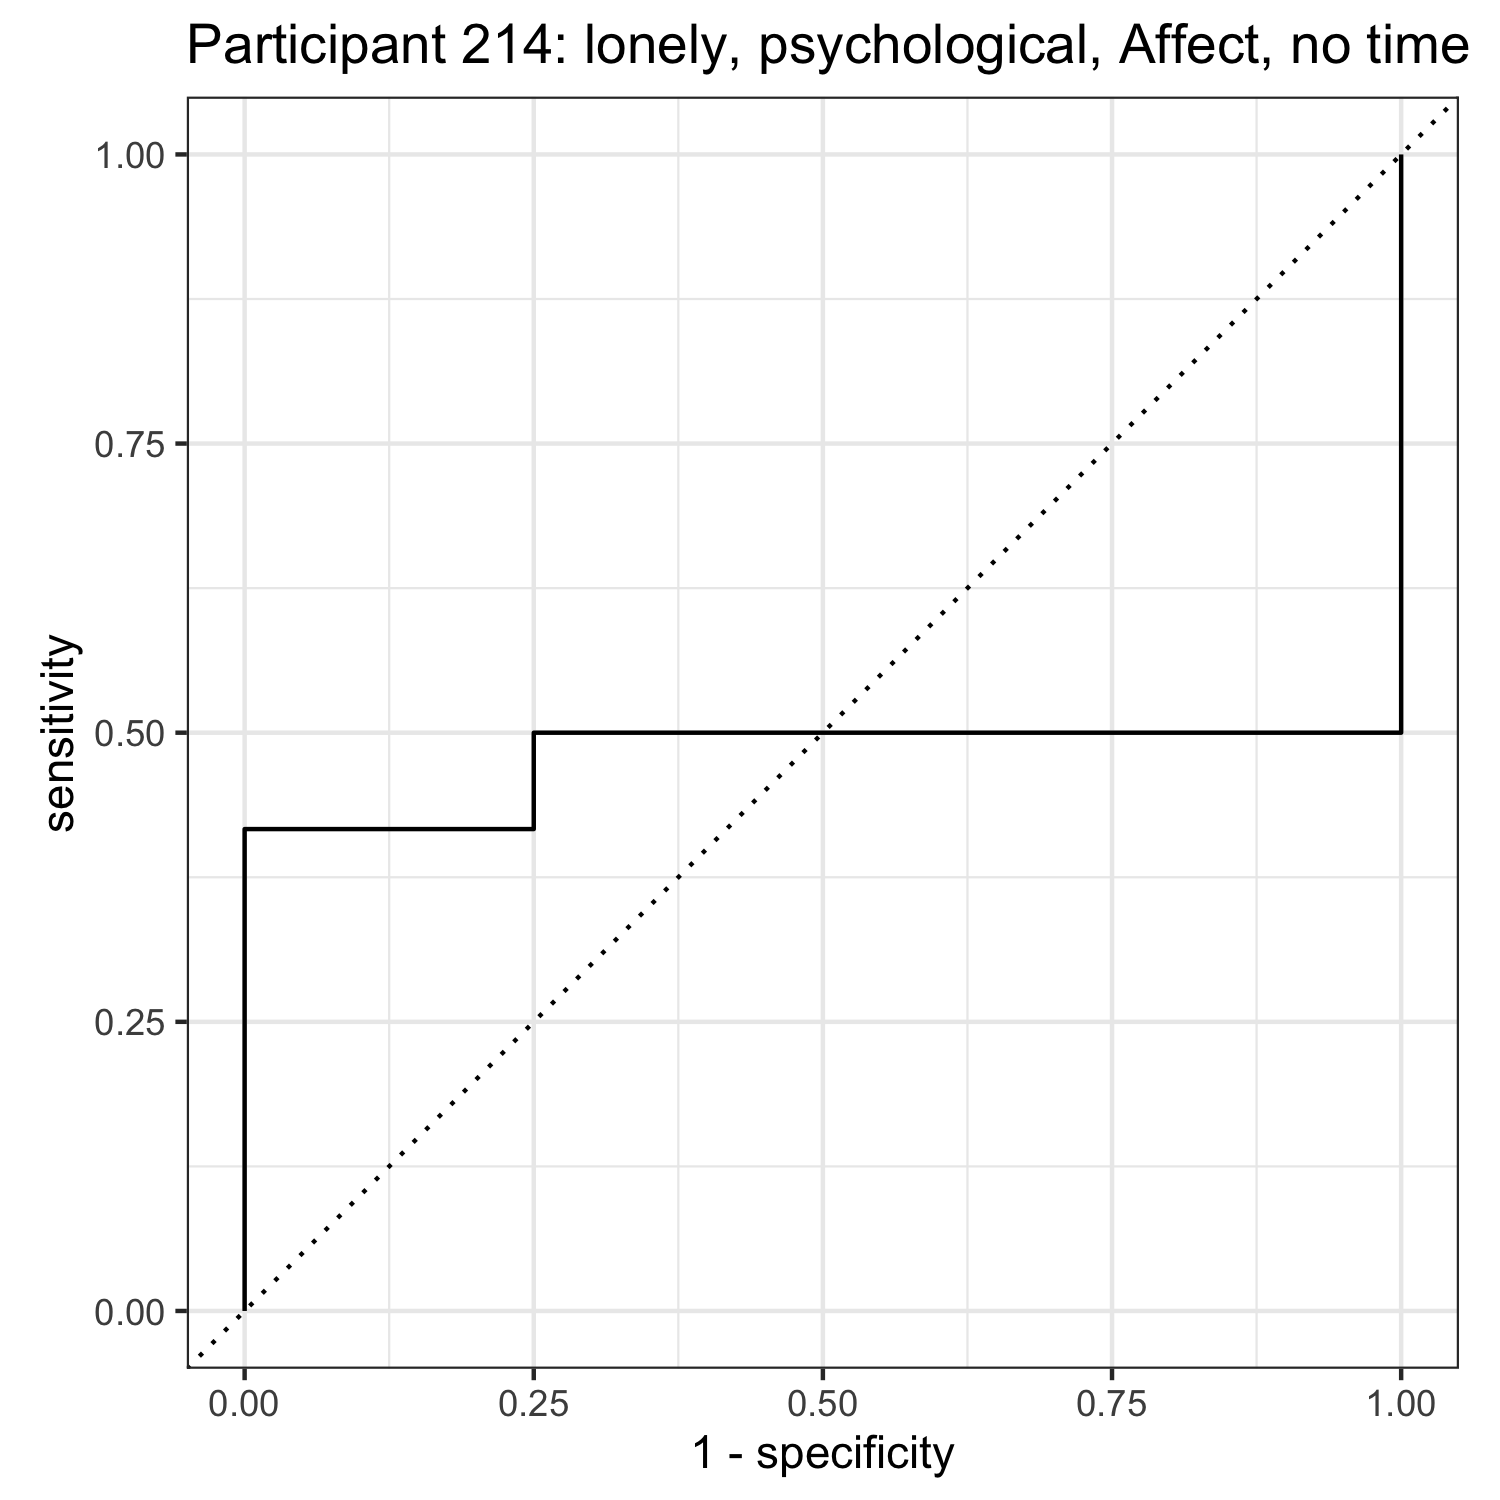 Participant 214: lonely, psychological, Affect, no time
1.00
0.75
0.50
0.25
0.00
sensitivity
0.00 0.25 0.50 0.75 1.00
1 - specificity